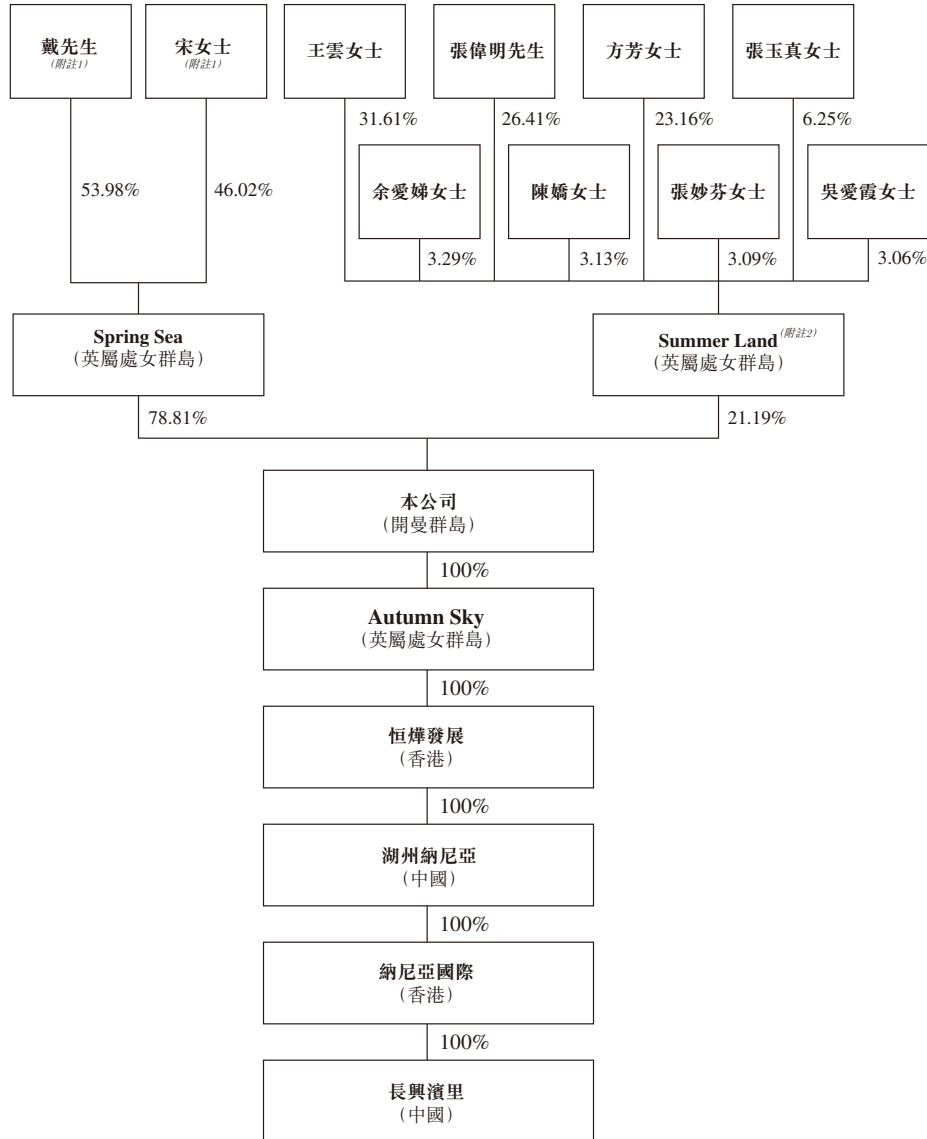 戴先生
(附註1)
宋女士
(附註1)
王雲女士
張偉明先生
方芳女士
張玉真女士
31.61%
26.41%
23.16%
6.25%
53.98%
46.02%
余愛娣女士
陳嬌女士
張妙芬女士
吳愛霞女士
3.29%
3.13%
3.09%
3.06%
Spring Sea
(英屬處女群島)
Summer Land(附註2)
(英屬處女群島)
78.81%
21.19%
本公司
(開曼群島)
100%
Autumn Sky
(英屬處女群島)
100%
恒燁發展
(香港)
100%
湖州納尼亞
(中國)
100%
納尼亞國際
(香港)
100%
長興濱里
(中國)